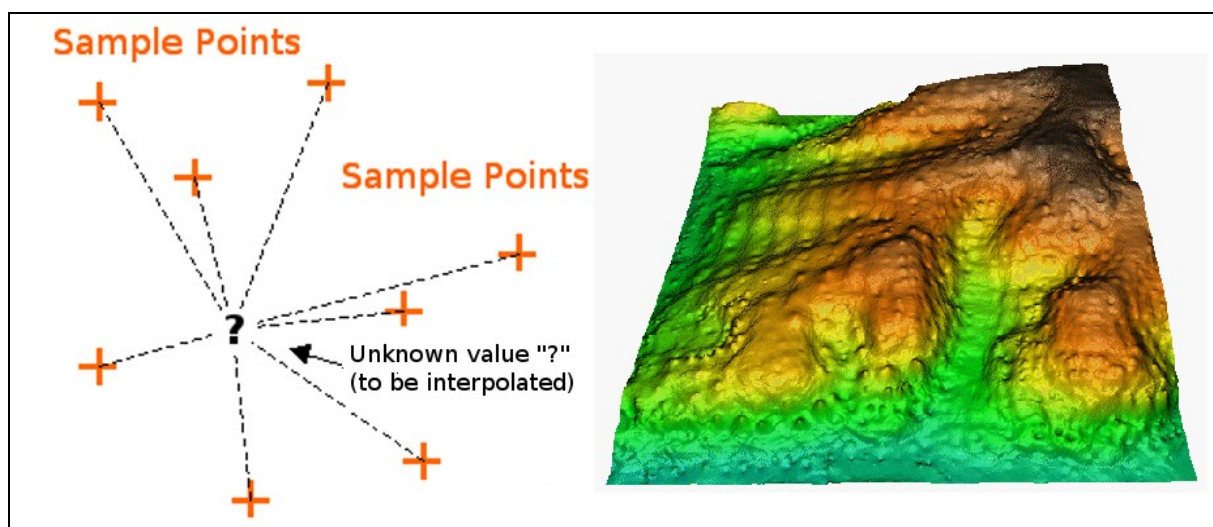 Sample Points
Sample Points
?
Unknown value "?"
(to be interpolated)